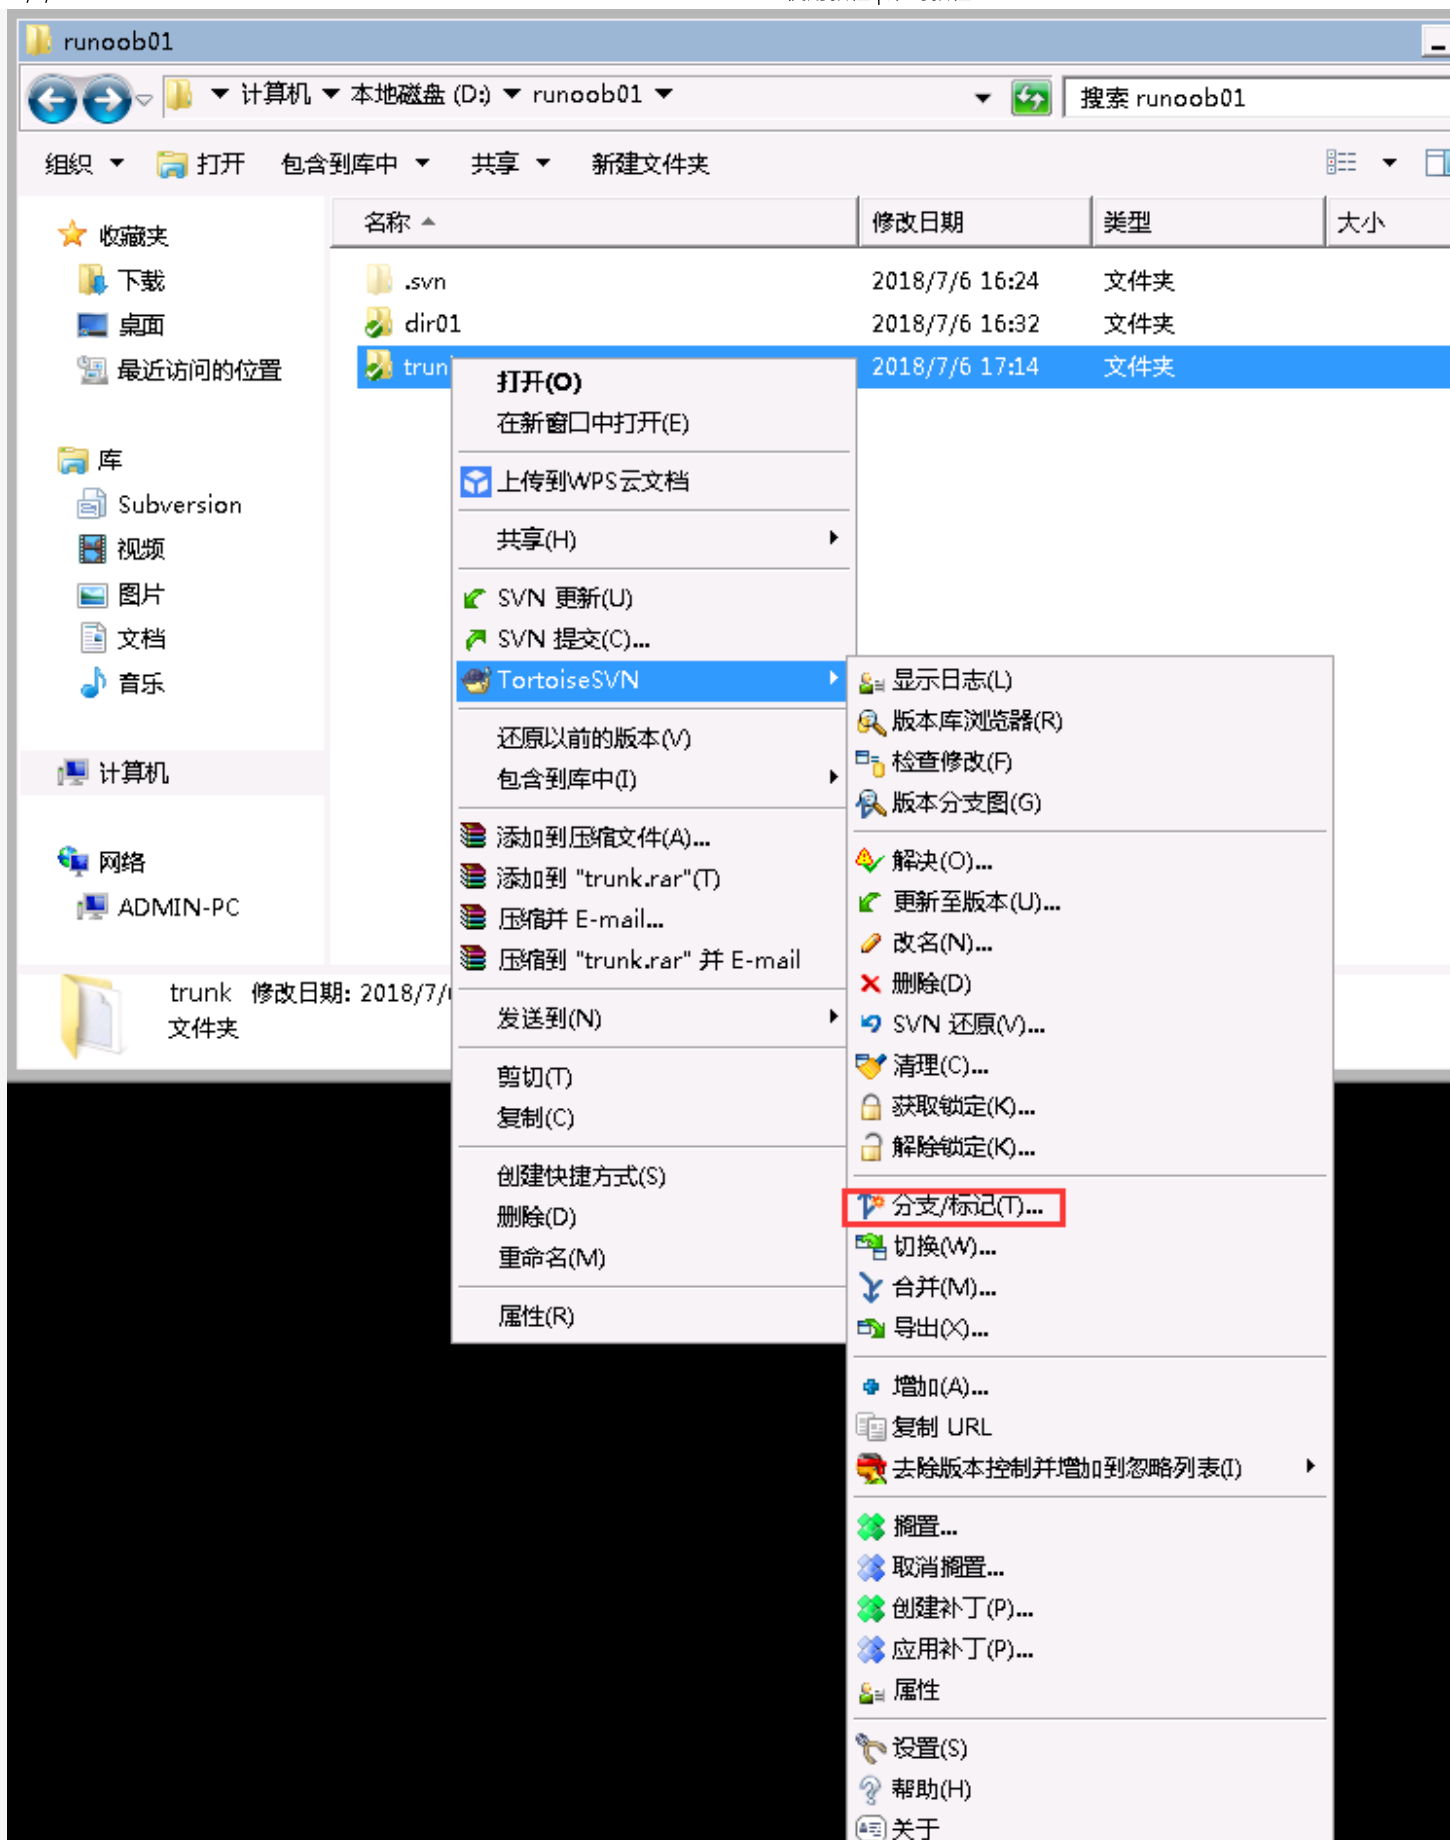 runoob01
计算机 本地磁盘 (D:) runoob01
搜索 runoob01
组织 打开 包含到库中 共享 新建文件夹
名称 修改日期 类型 大小
收藏夹
下载
桌面
最近访问的位置
库
Subversion
视频
图片
文档
音乐
计算机
网络
ADMIN-PC
.svn 2018/7/6 16:24 文件夹
dir01 2018/7/6 16:32 文件夹
trun 2018/7/6 17:14 文件夹
打开(O)
在新窗口中打开(E)
上传到WPS云文档
共享(H)
SVN 更新(U)
SVN 提交(C)...
TortoiseSVN
还原以前的版本(V)
包含到库中(I)
添加到压缩文件(A)...
添加到 "trunk.rar"(T)
压缩并 E-mail...
压缩到 "trunk.rar" 并 E-mail
发送到(N)
剪切(T)
复制(C)
创建快捷方式(S)
删除(D)
重命名(M)
属性(R)
显示日志(L)
版本库浏览器(R)
检查修改(F)
版本分支图(G)
解决(O)...
更新至版本(U)...
改名(N)...
删除(D)
SVN 还原(V)...
清理(C)...
获取锁定(K)...
解除锁定(K)...
分支/标记(T)...
切换(W)...
合并(M)...
导出(X)...
增加(A)...
复制 URL
去除版本控制并增加到忽略列表(I)
搁置...
取消搁置...
创建补丁(P)...
应用补丁(P)...
属性
设置(S)
帮助(H)
关于
trunk 修改日期: 2018/7/
文件夹